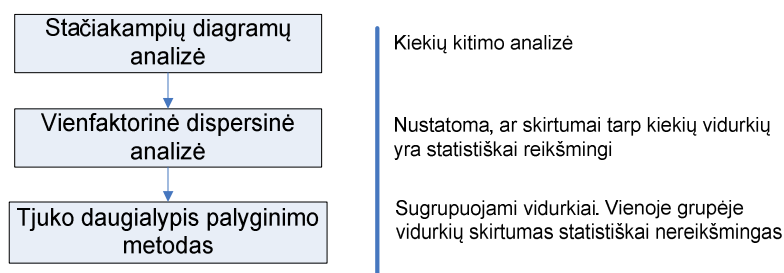 Stačiakampių diagramų
analizė
Kiekių kitimo analizė
Vienfaktorinė dispersinė
analizė
Nustatoma, ar skirtumai tarp kiekių vidurkių
yra statistiškai reikšmingi
Tjuko daugialypis palyginimo
metodas
Sugrupuojami vidurkiai. Vienoje grupėje
vidurkių skirtumas statistiškai nereikšmingas